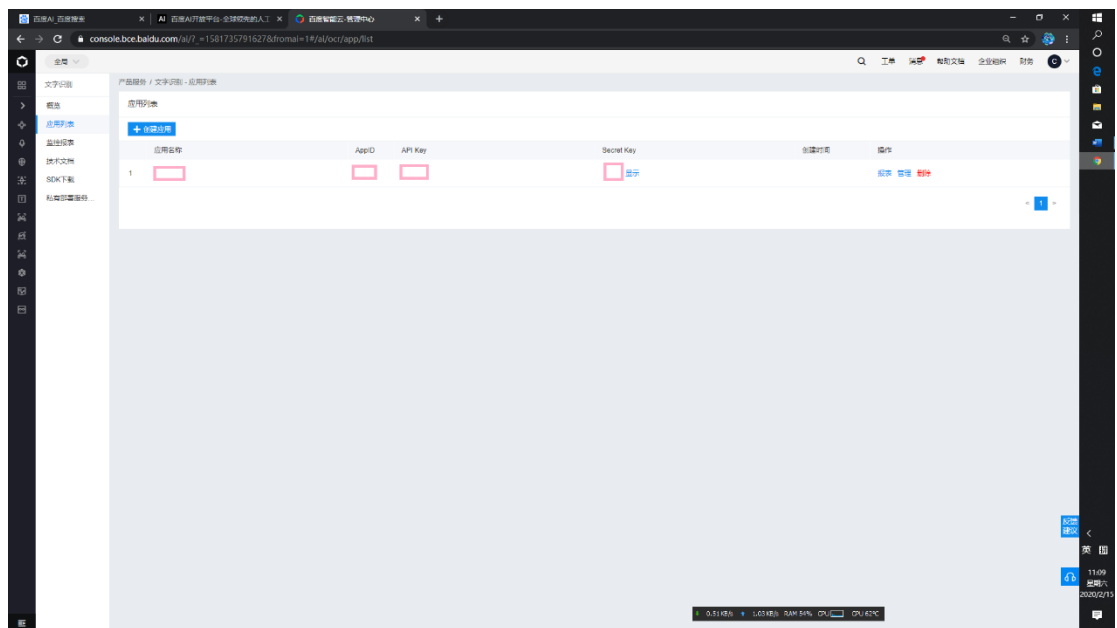 百度AI_百度搜索
百度AI开放平台-全球领先的人工
百度智能云-管理中心
console.bce.baidu.com/ai/?_=1581735791627&fromai=1#/ai/ocr/app/list
全局
工单 消息 帮助文档 企业组织 财务 C
文字识别
产品服务 / 文字识别 - 应用列表
概览
应用列表
监控报表
技术文档
SDK下载
私有部署服务...
应用列表
+ 创建应用
应用名称 AppID API Key Secret Key 创建时间 操作
1 显示 报表 管理 删除
< 1 >
反馈
建议
英
11:09
星期六
2020/2/15
0.51KB/s 1.03KB/s RAM 54% CPU CPU 62°C